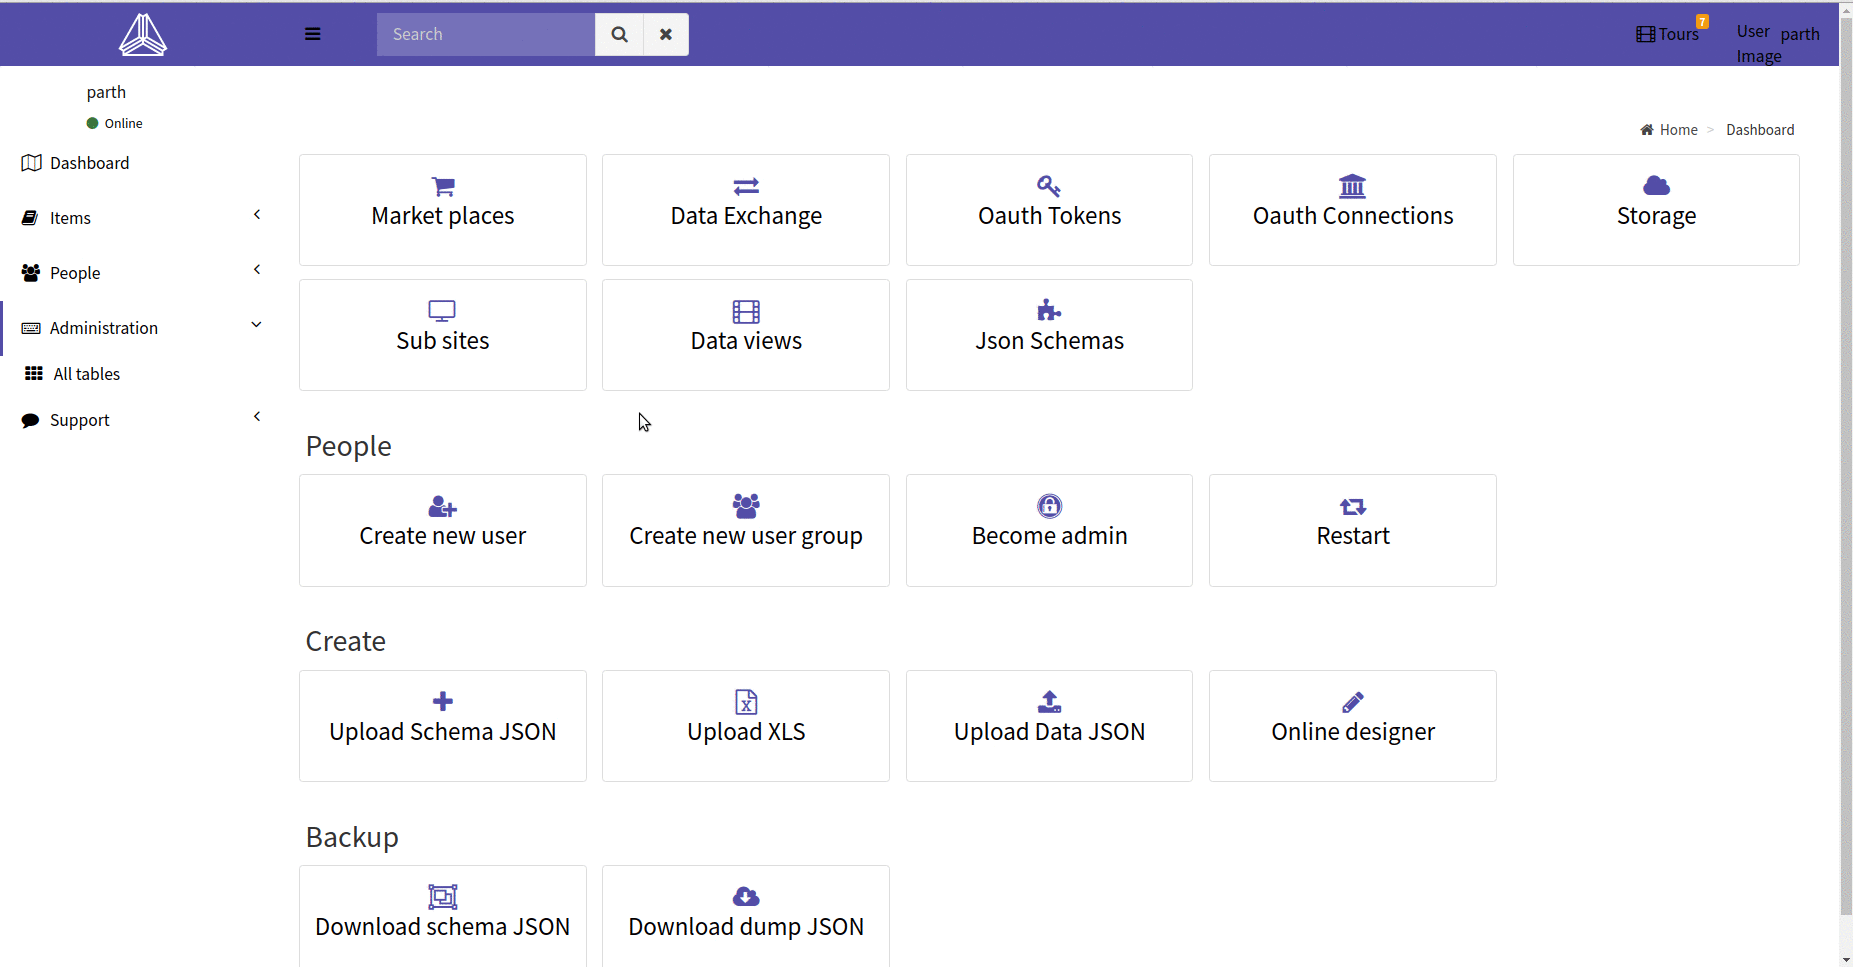 Search
Tours 7
User Image parth
parth
Online
Dashboard
Items
People
Administration
All tables
Support
Home > Dashboard
Market places
Data Exchange
Oauth Tokens
Oauth Connections
Storage
Sub sites
Data views
Json Schemas
People
Create new user
Create new user group
Become admin
Restart
Create
Upload Schema JSON
Upload XLS
Upload Data JSON
Online designer
Backup
Download schema JSON
Download dump JSON